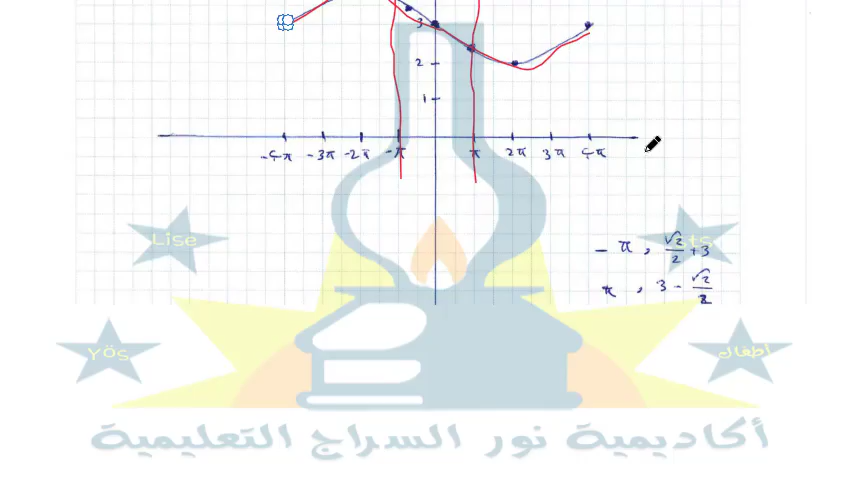 3
2
1
-4π -3π -2π -π π 2π 3π 4π
Lise
- π , √2/2 + 3
π , 3 - √2/2
Yös
أطفال
أكاديمية نور السراج التعليمية